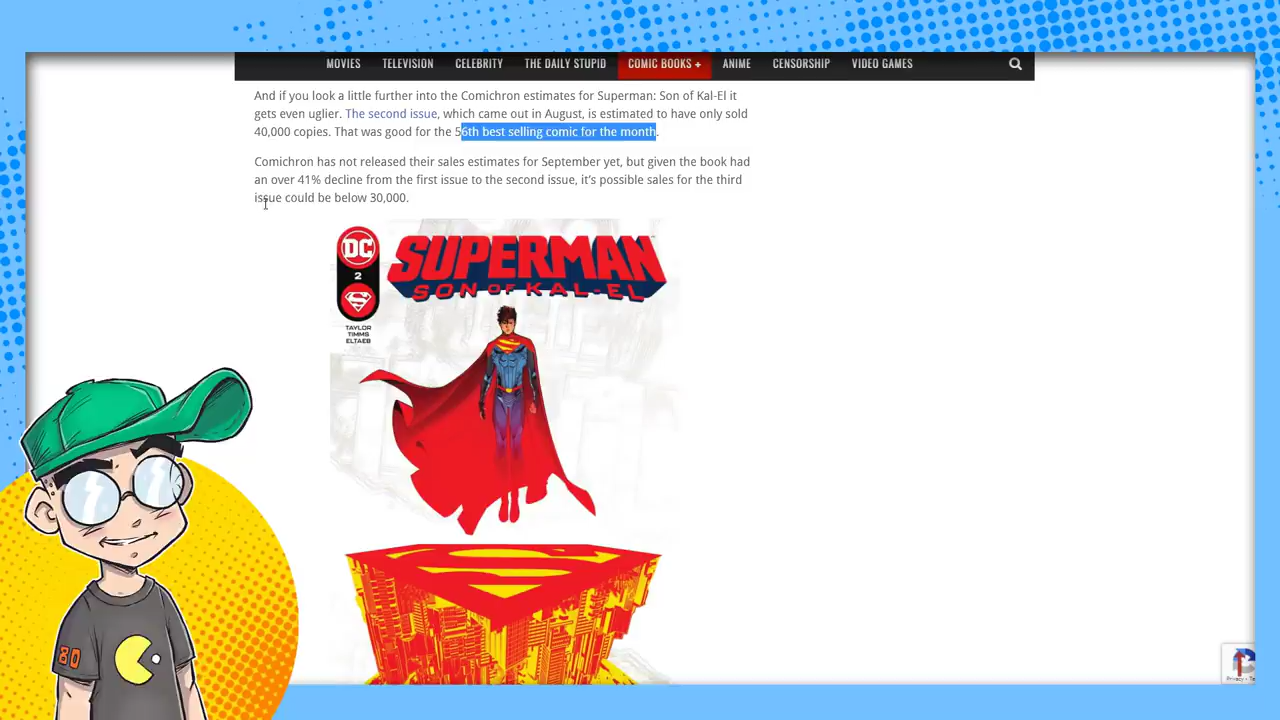 MOVIES TELEVISION CELEBRITY THE DAILY STUPID COMIC BOOKS + ANIME CENSORSHIP VIDEO GAMES
And if you look a little further into the Comichron estimates for Superman: Son of Kal-El it
gets even uglier. The second issue, which came out in August, is estimated to have only sold
40,000 copies. That was good for the 56th best selling comic for the month.
Comichron has not released their sales estimates for September yet, but given the book had
an over 41% decline from the first issue to the second issue, it’s possible sales for the third
issue could be below 30,000.
DC
2
S
TAYLOR
TIMMS
ELTAEB
SUPERMAN
SON OF KAL-EL
80